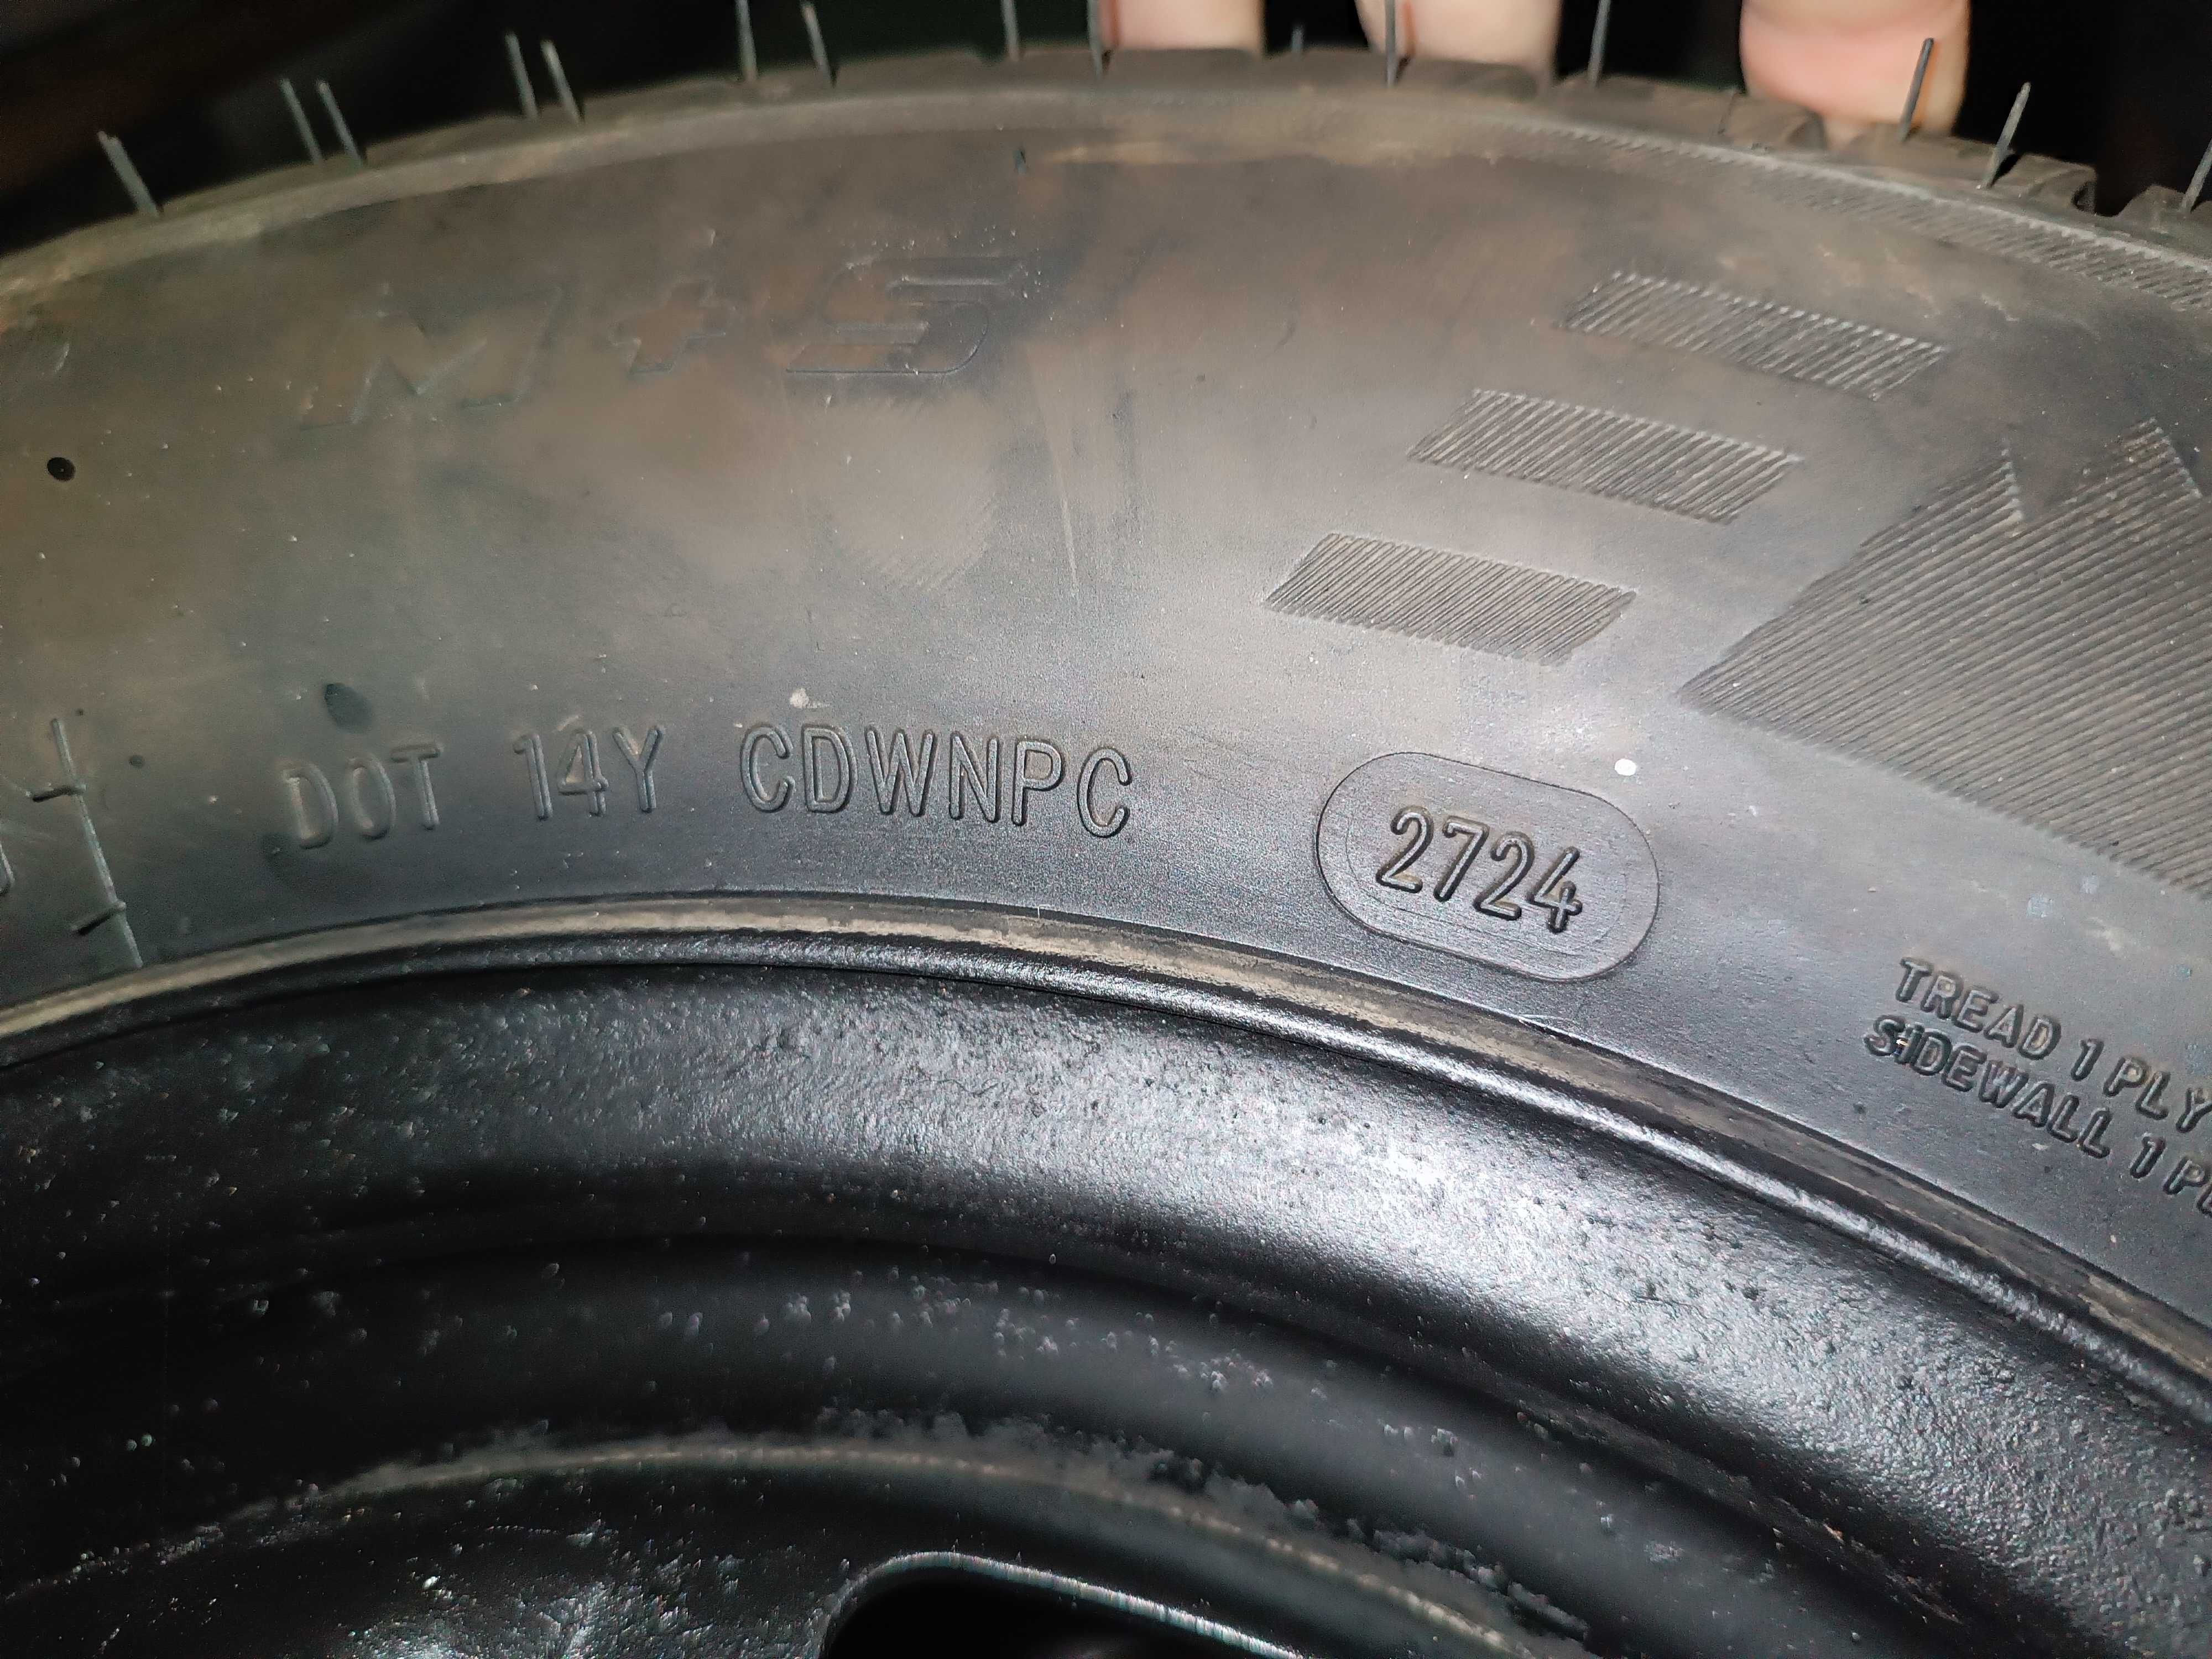 M+S
DOT 14Y CDWNPC 2724
TREAD 1 PLY
SIDEWALL 1